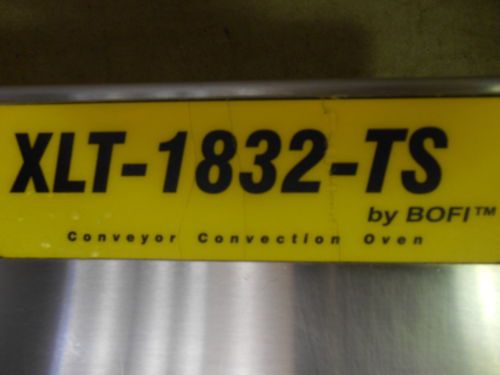 XLT-1832-TS
by BOFI™
Conveyor Convection Oven